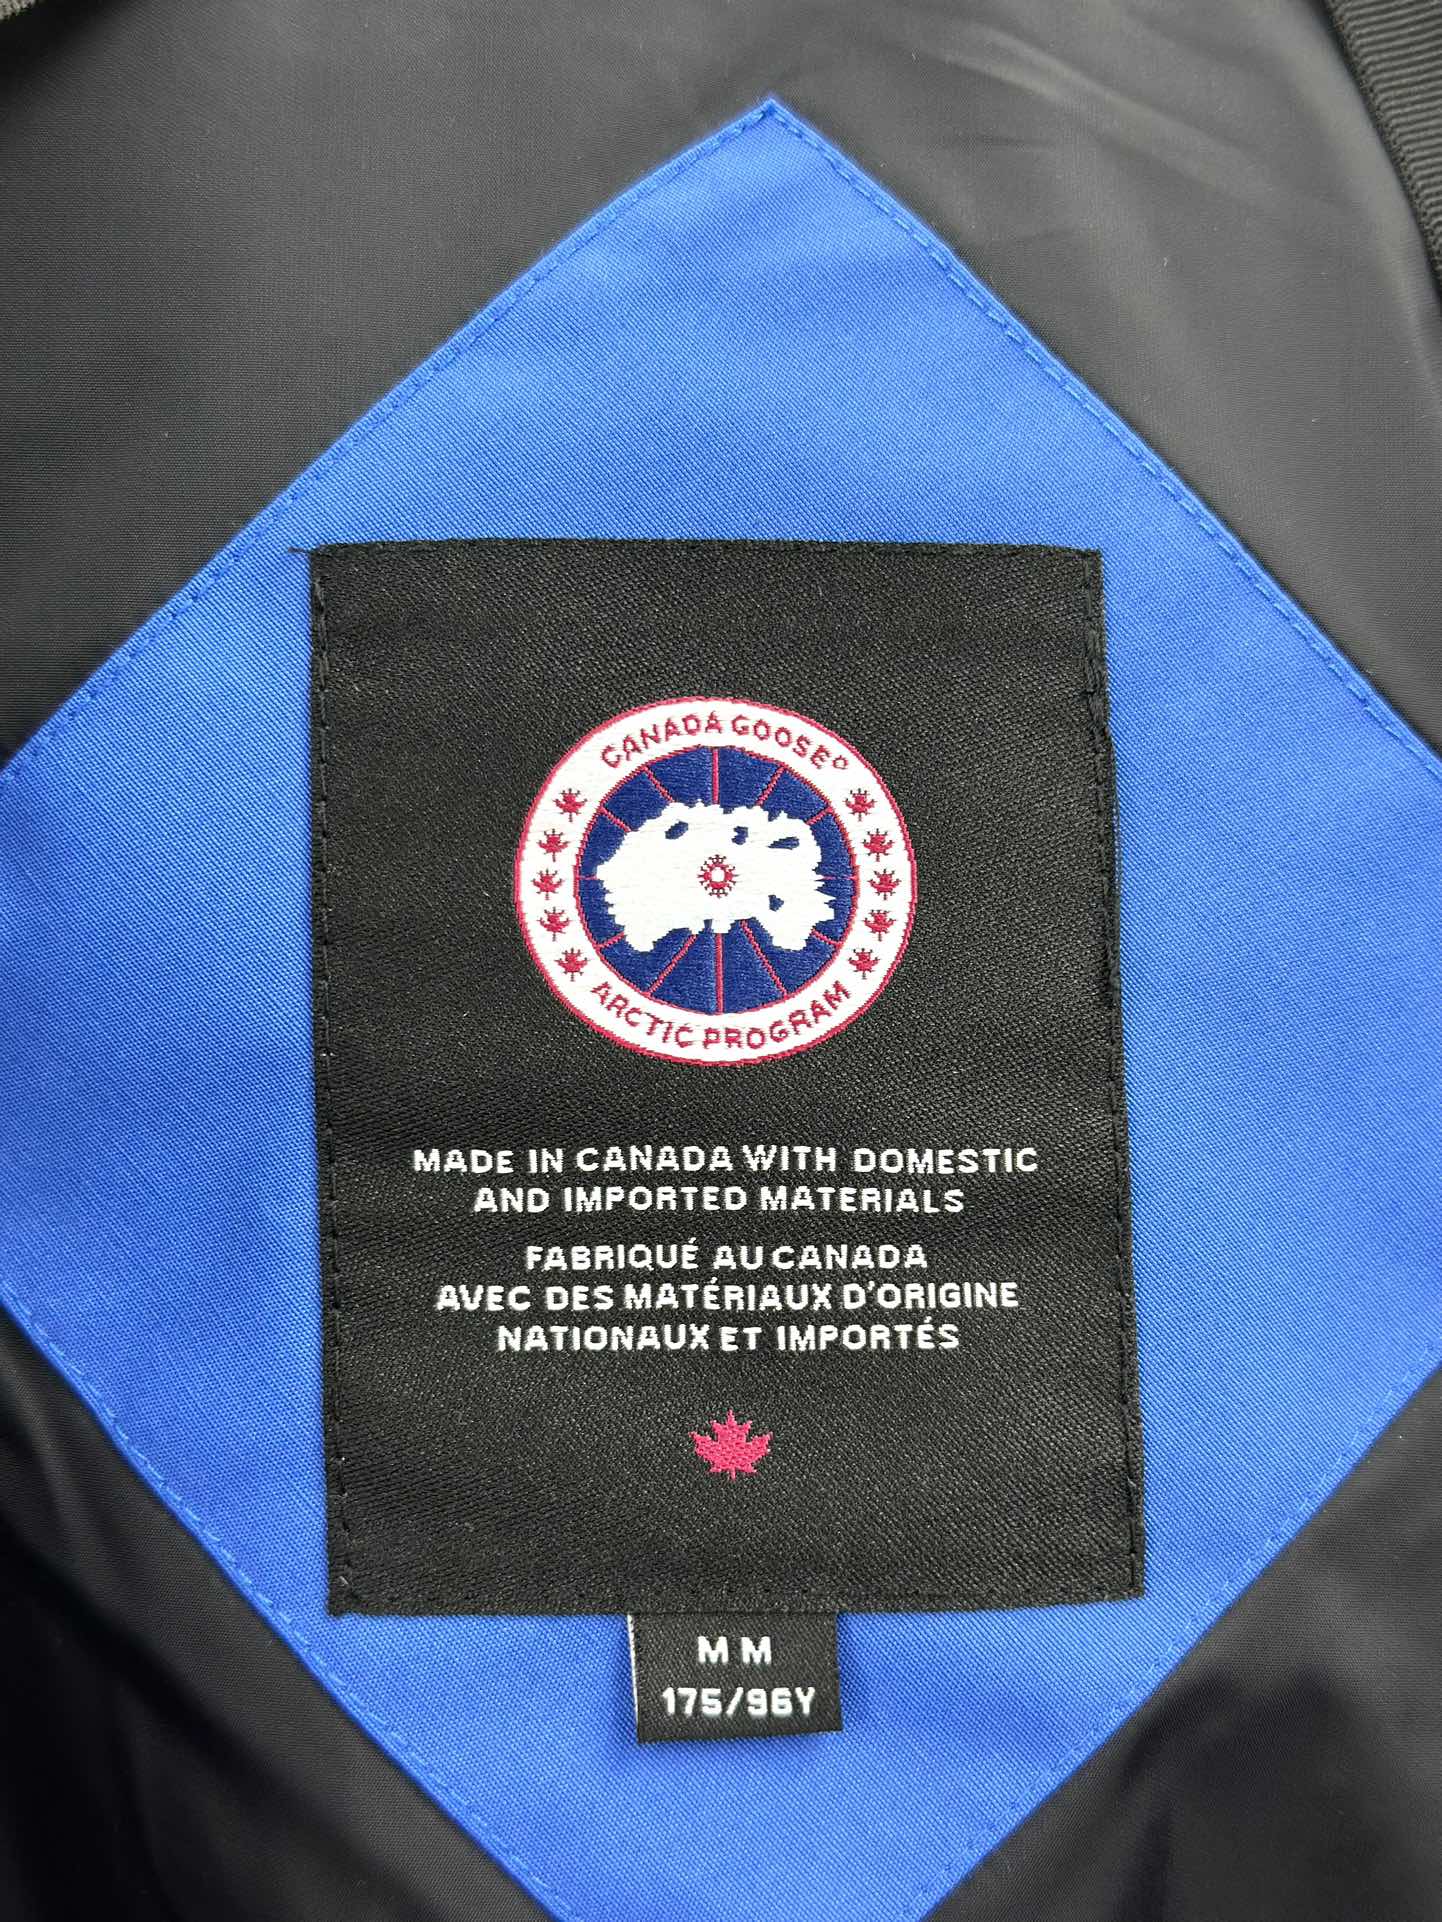 CANADA GOOSE
ARCTIC PROGRAM
MADE IN CANADA WITH DOMESTIC
AND IMPORTED MATERIALS
FABRIQUÉ AU CANADA
AVEC DES MATÉRIAUX D'ORIGINE
NATIONAUX ET IMPORTÉS
M M
175/96Y